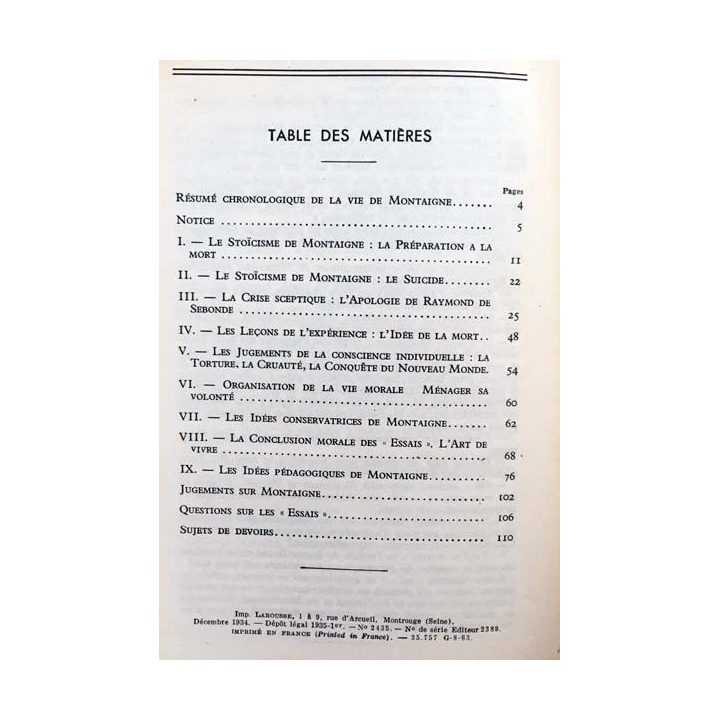 TABLE DES MATIÈRES
Pages
RÉSUMÉ CHRONOLOGIQUE DE LA VIE DE MONTAIGNE....... 4
NOTICE ................................................ 5
I. — LE STOÏCISME DE MONTAIGNE : LA PRÉPARATION A LA
MORT ................................................ 11
II. — LE STOÏCISME DE MONTAIGNE : LE SUICIDE........ 22
III. — LA CRISE SCEPTIQUE : L'APOLOGIE DE RAYMOND DE
SEBONDE ................................................ 25
IV. — LES LEÇONS DE L'EXPÉRIENCE : L'IDÉE DE LA MORT.. 48
V. — LES JUGEMENTS DE LA CONSCIENCE INDIVIDUELLE : LA
TORTURE, LA CRUAUTÉ, LA CONQUÊTE DU NOUVEAU MONDE. 54
VI. — ORGANISATION DE LA VIE MORALE MÉNAGER SA
VOLONTÉ ................................................ 60
VII. — LES IDÉES CONSERVATRICES DE MONTAIGNE....... 62
VIII. — LA CONCLUSION MORALE DES « ESSAIS ». L'ART DE
VIVRE ................................................ 68
IX. — LES IDÉES PÉDAGOGIQUES DE MONTAIGNE.......... 76
JUGEMENTS SUR MONTAIGNE............................ 102
QUESTIONS SUR LES « ESSAIS »........................... 106
SUJETS DE DEVOIRS.................................... 110
Imp. LAROUSSE, 1 à 9, rue d'Arcueil, Montrouge (Seine),
Décembre 1934. — Dépôt légal 1935-1er. — No 2435. — No de série Editeur 2389.
IMPRIMÉ EN FRANCE (Printed in France). — 35.757 G-8-63.